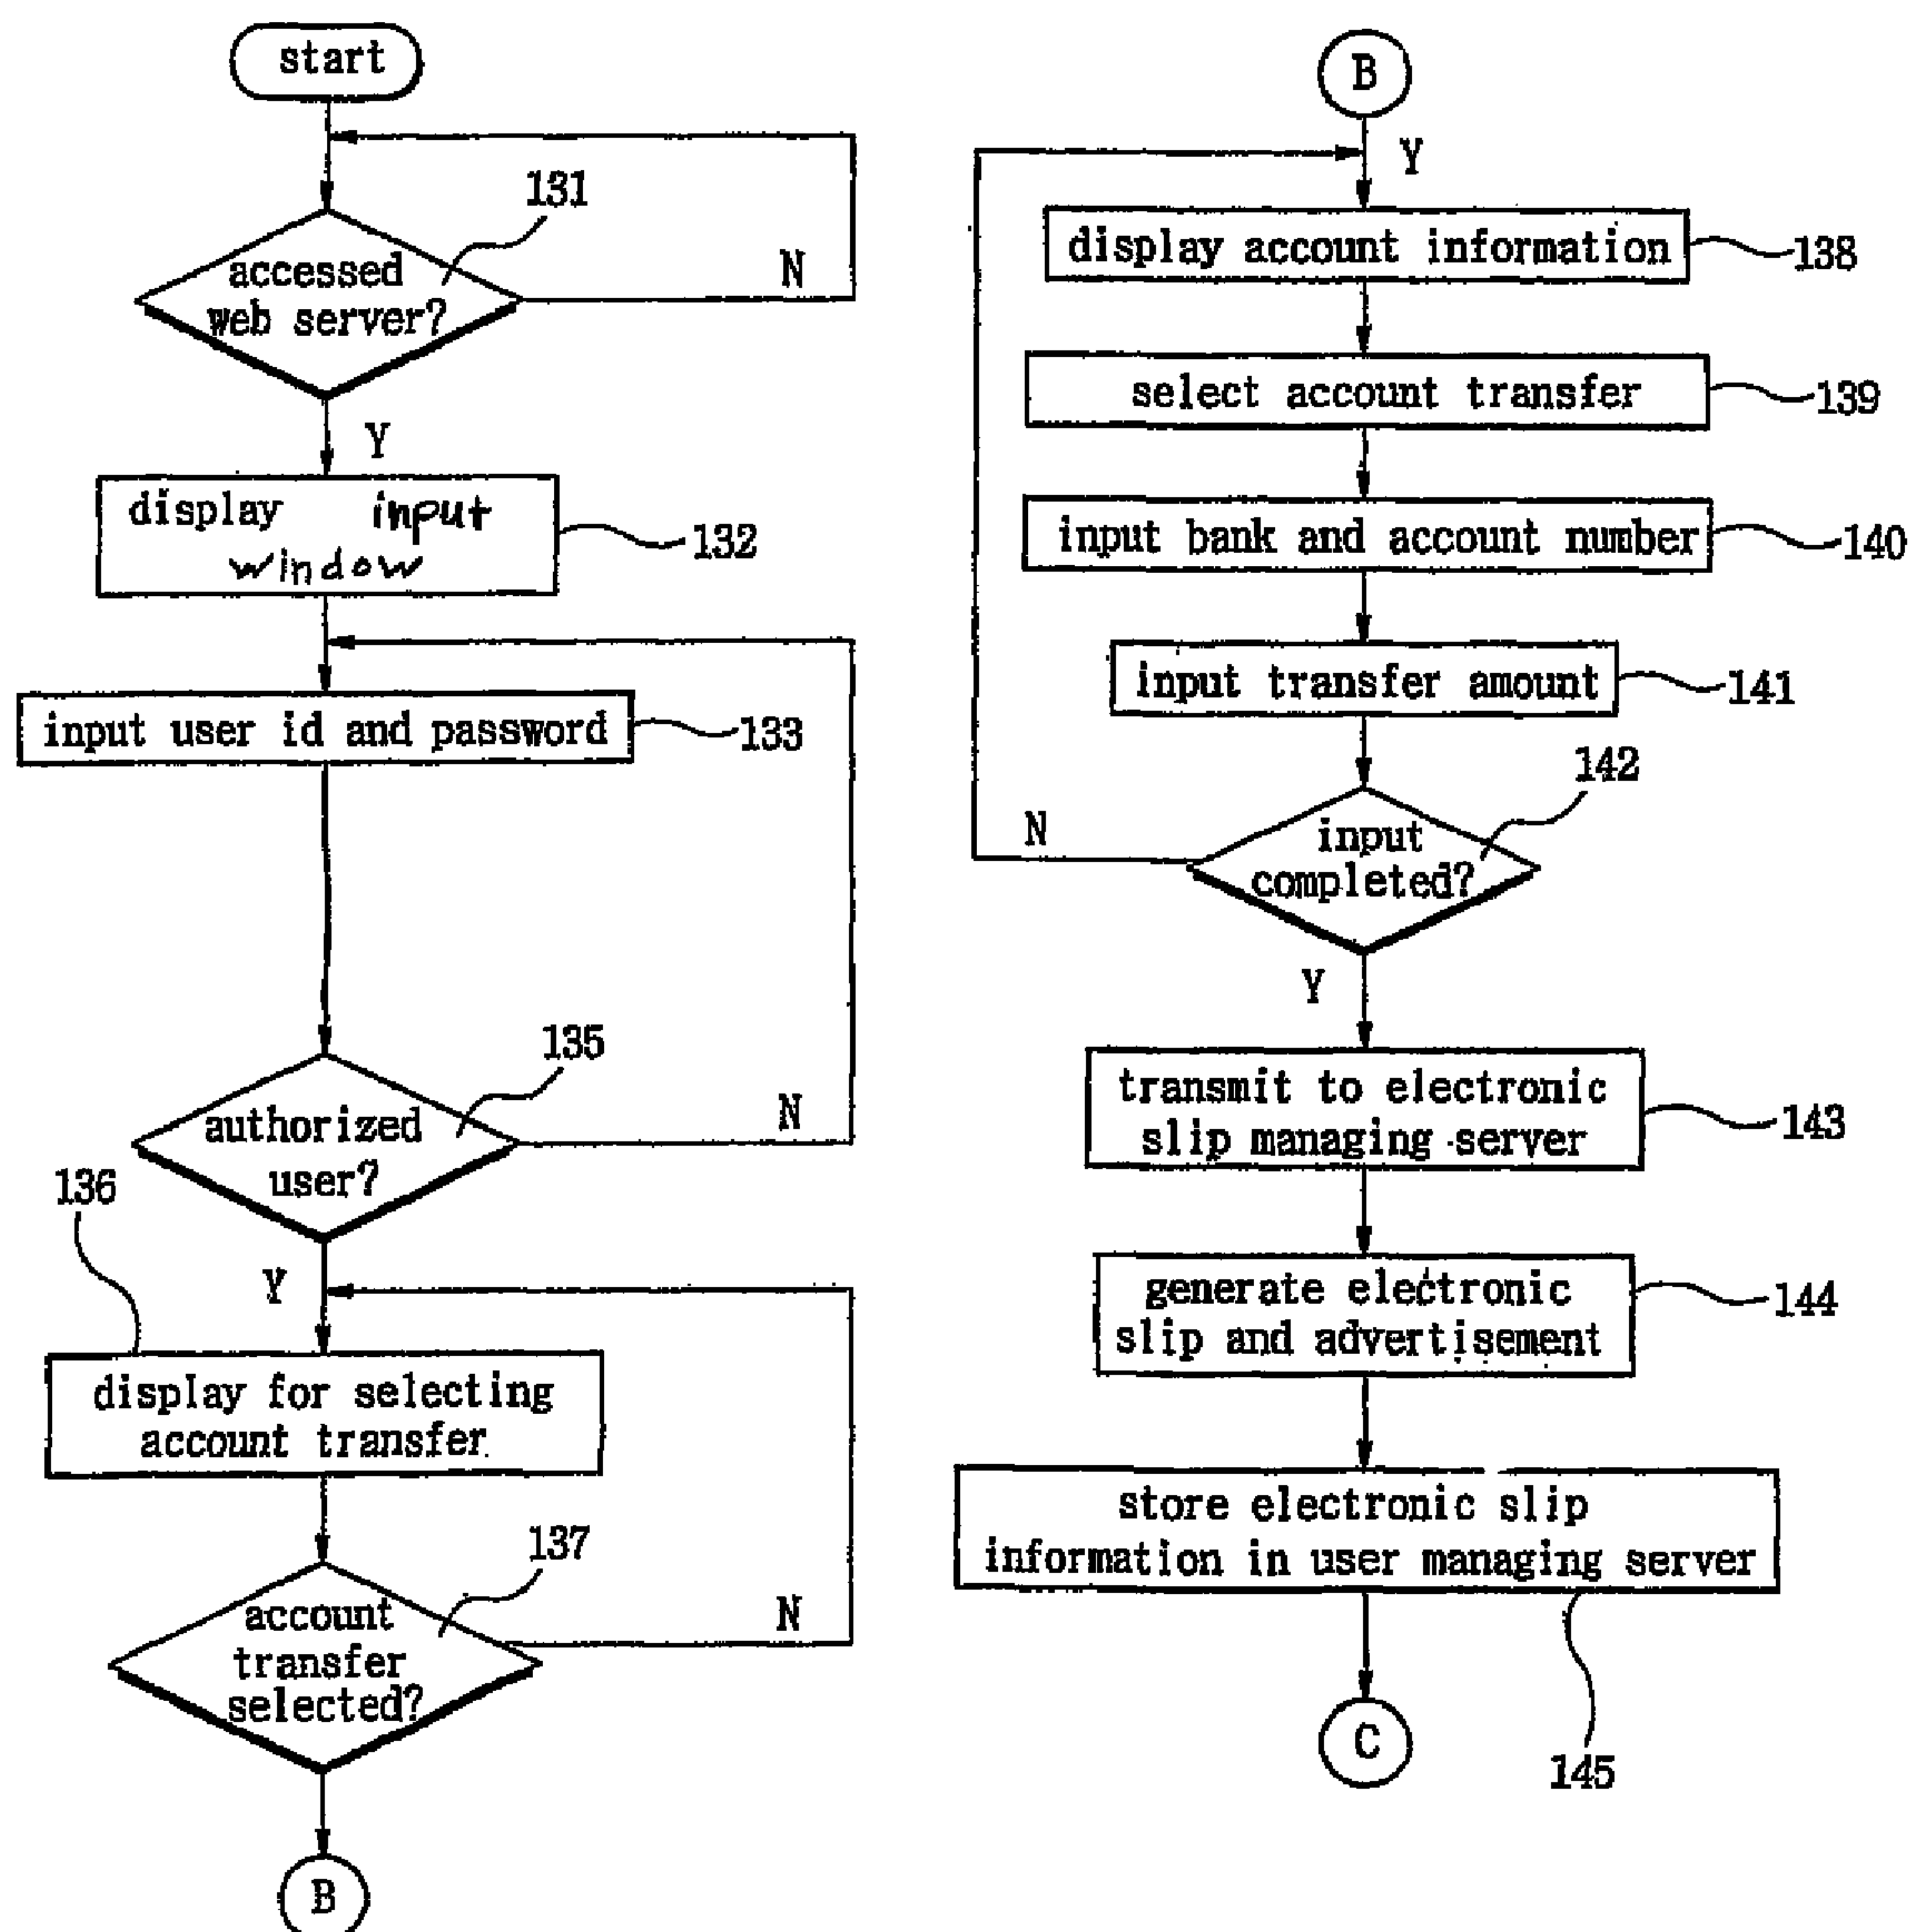 start
131
accessed
web server?
N
Y
display input
window
132
input user id and password
133
135
authorized
user?
N
136
Y
display for selecting
account transfer
137
account
transfer
selected?
N
B
B
Y
display account information
138
select account transfer
139
input bank and account number
140
input transfer amount
141
142
input
completed?
N
Y
transmit to electronic
slip managing server
143
generate electronic
slip and advertisement
144
store electronic slip
information in user managing server
C
145